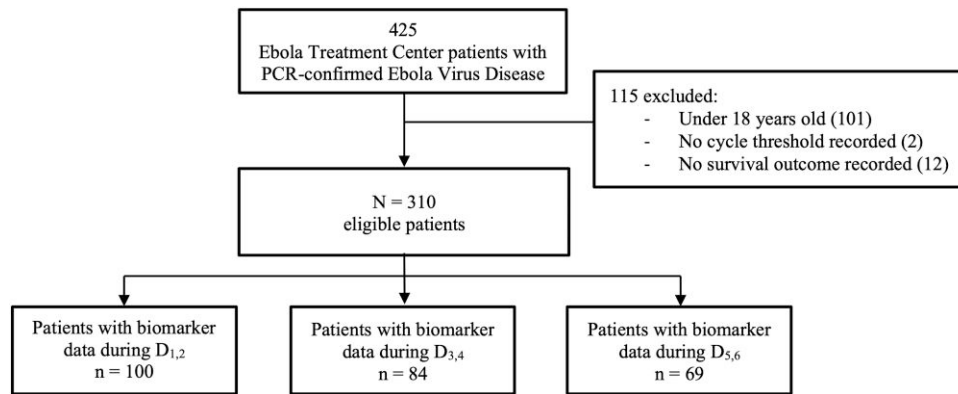 425
Ebola Treatment Center patients with
PCR-confirmed Ebola Virus Disease
115 excluded:
- Under 18 years old (101)
- No cycle threshold recorded (2)
- No survival outcome recorded (12)
N = 310
eligible patients
Patients with biomarker
data during D1,2
n = 100
Patients with biomarker
data during D3,4
n = 84
Patients with biomarker
data during D5,6
n = 69